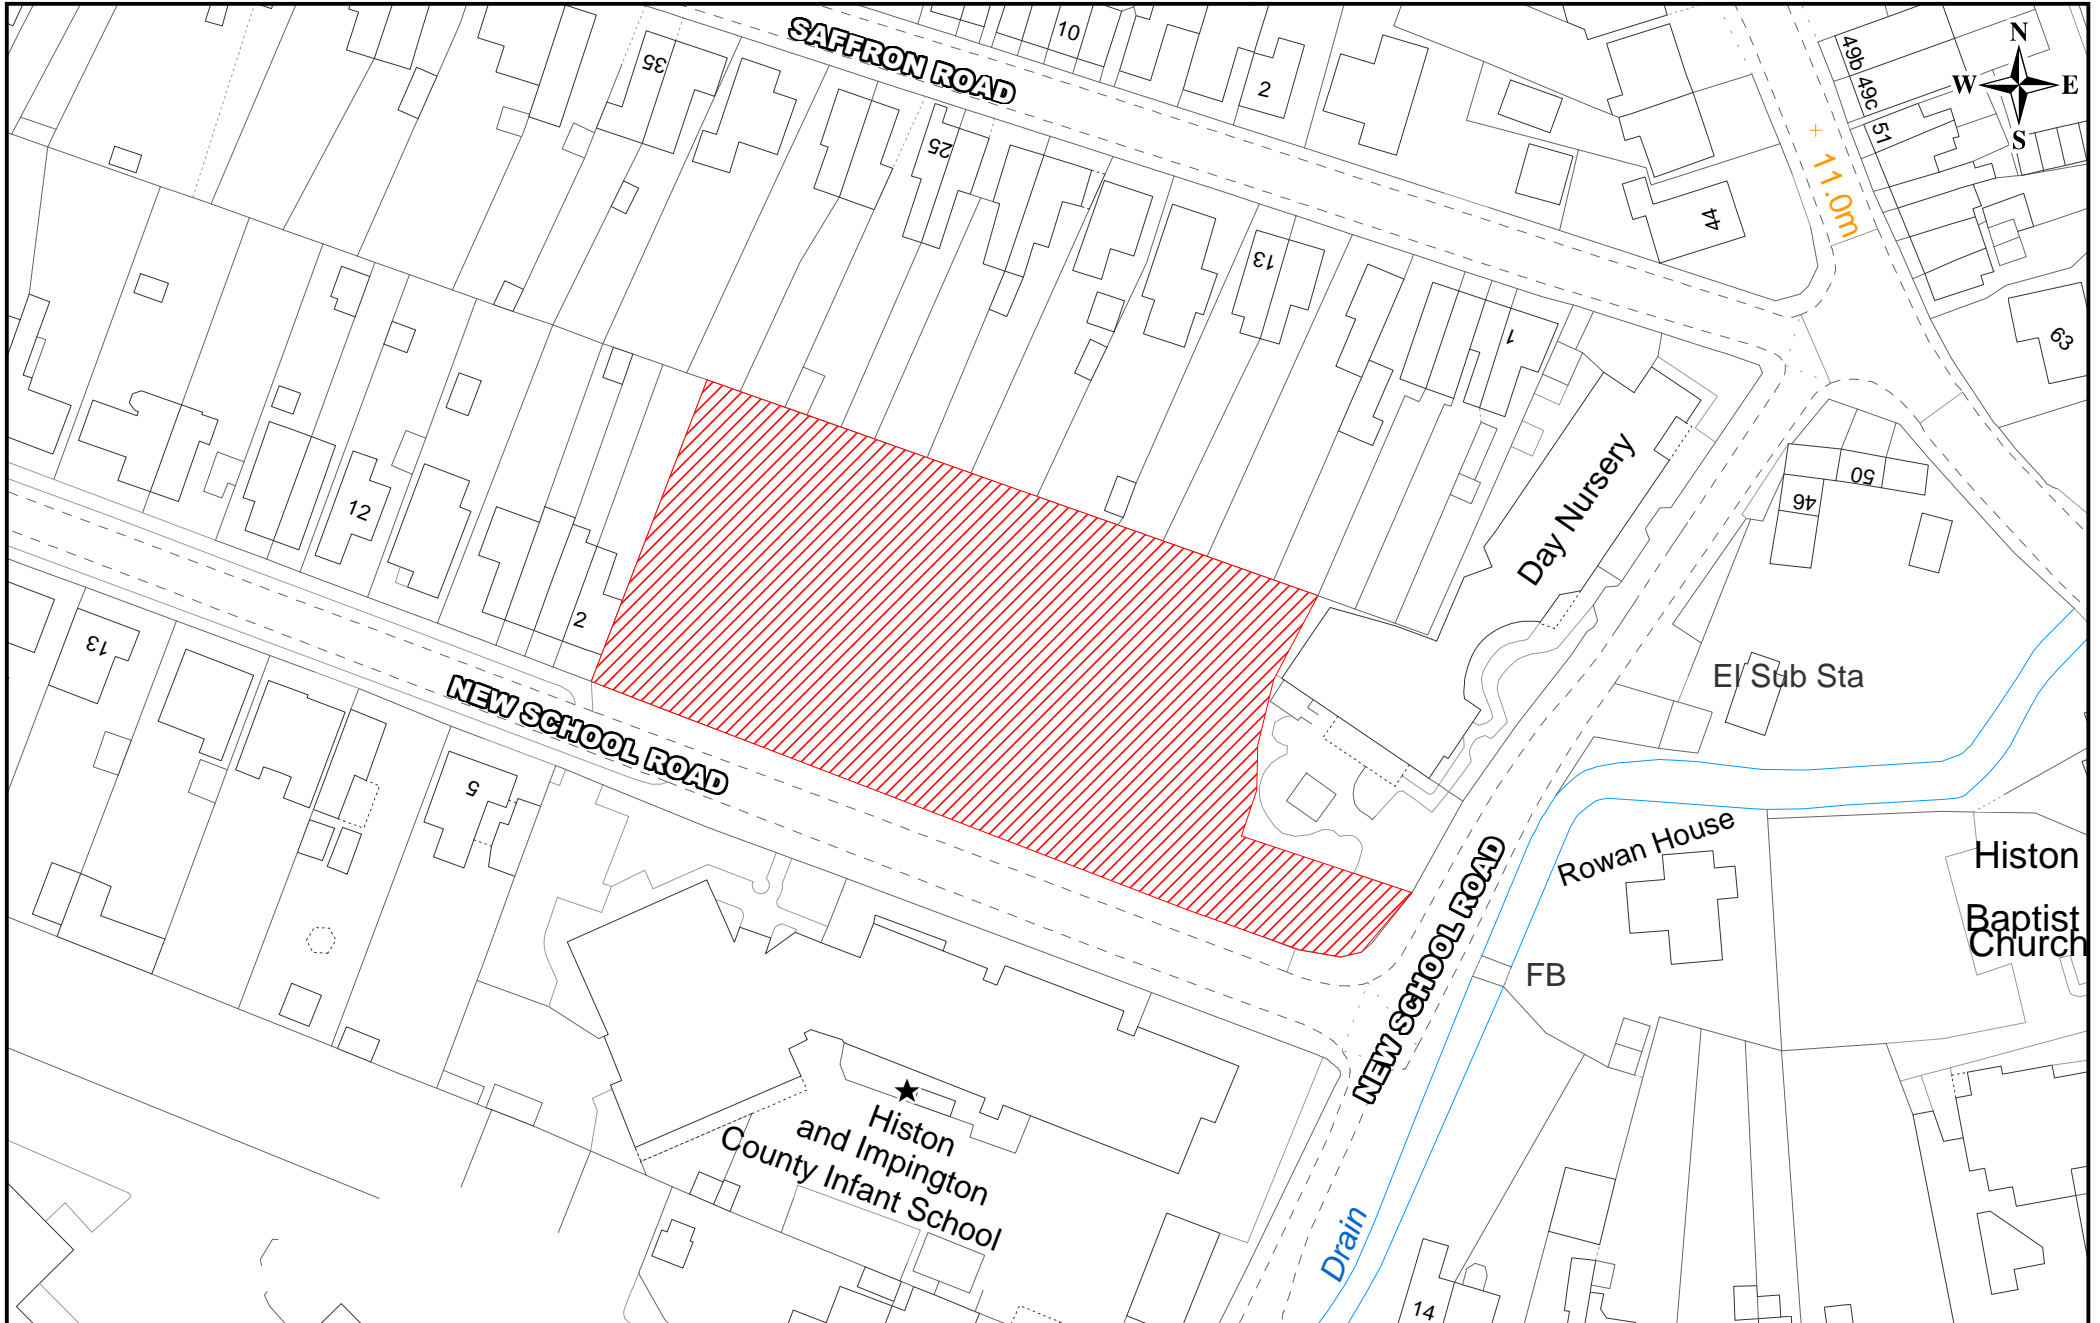 SAFFRON ROAD
10
2
35
25
13
1
44
49b
49c
51
11.0m
N
W
E
S
63
Day Nursery
50
46
12
2
13
5
NEW SCHOOL ROAD
El Sub Sta
Rowan House
Histon
Baptist
Church
FB
NEW SCHOOL ROAD
Histon
and Impington
County Infant School
Drain
14